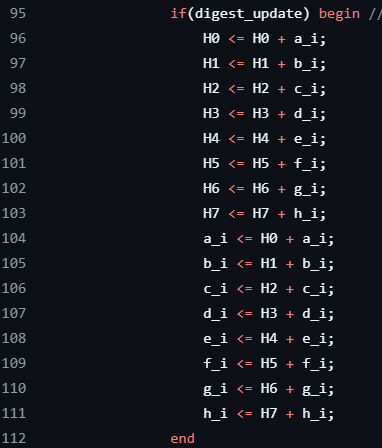 95 if(digest_update) begin //
96 H0 <= H0 + a_i;
97 H1 <= H1 + b_i;
98 H2 <= H2 + c_i;
99 H3 <= H3 + d_i;
100 H4 <= H4 + e_i;
101 H5 <= H5 + f_i;
102 H6 <= H6 + g_i;
103 H7 <= H7 + h_i;
104 a_i <= H0 + a_i;
105 b_i <= H1 + b_i;
106 c_i <= H2 + c_i;
107 d_i <= H3 + d_i;
108 e_i <= H4 + e_i;
109 f_i <= H5 + f_i;
110 g_i <= H6 + g_i;
111 h_i <= H7 + h_i;
112 end